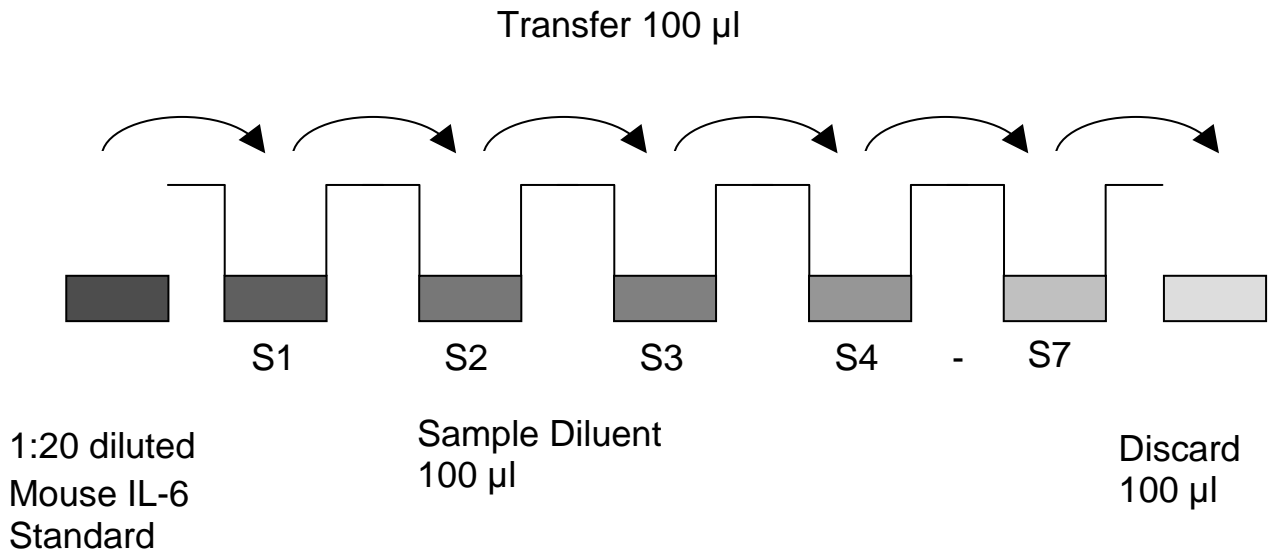 Transfer 100 µl
S1 S2 S3 S4 - S7
1:20 diluted
Mouse IL-6
Standard
Sample Diluent
100 µl
Discard
100 µl